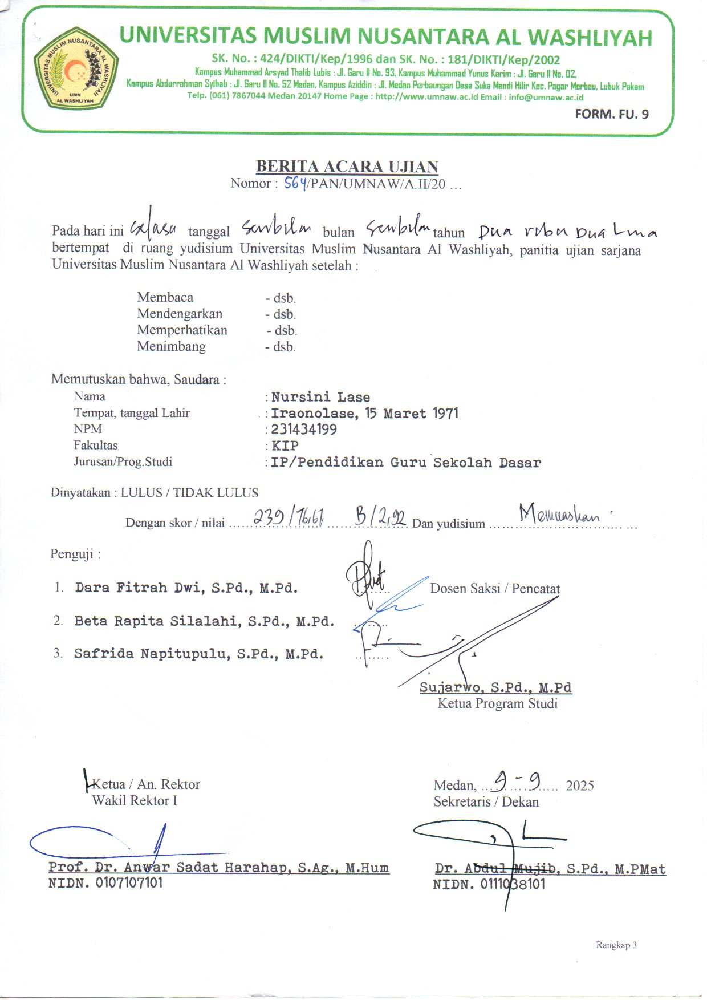 UNIVERSITAS MUSLIM NUSANTARA AL WASHLIYAH
SK. No. : 424/DIKTI/Kep/1996 dan SK. No. : 181/DIKTI/Kep/2002
Kampus Muhammad Arsyad Thalib Lubis : Jl. Garu II No. 93, Kampus Muhammad Yunus Karim : Jl. Garu II No. 02,
Kampus Abdurrahman Syihab : Jl. Garu II No. 52 Medan, Kampus Aziddin : Jl. Medan Perbaungan Desa Suka Mandi Hilir Kec. Pagar Merbau, Lubuk Pakam
Telp. (061) 7867044 Medan 20147 Home Page : http://www.umnaw.ac.id Email : info@umnaw.ac.id
FORM. FU. 9
UNIVERSITAS MUSLIM NUSANTARA AL WASHLIYAH
UMN
AL WASHLIYAH
BERITA ACARA UJIAN
Nomor : 564/PAN/UMNAW/A.II/20 ...
Pada hari ini selasa tanggal sembilan bulan sembilan tahun Dua ribu Dua Lima
bertempat di ruang yudisium Universitas Muslim Nusantara Al Washliyah, panitia ujian sarjana
Universitas Muslim Nusantara Al Washliyah setelah :
Membaca - dsb.
Mendengarkan - dsb.
Memperhatikan - dsb.
Menimbang - dsb.
Memutuskan bahwa, Saudara :
Nama : Nursini Lase
Tempat, tanggal Lahir : Iraonolase, 15 Maret 1971
NPM : 231434199
Fakultas : KIP
Jurusan/Prog.Studi : IP/Pendidikan Guru Sekolah Dasar
Dinyatakan : LULUS / TIDAK LULUS
Dengan skor / nilai 239/76,67 B/2,92 Dan yudisium Memuaskan
Penguji :
1. Dara Fitrah Dwi, S.Pd., M.Pd.
Dosen Saksi / Pencatat
2. Beta Rapita Silalahi, S.Pd., M.Pd.
3. Safrida Napitupulu, S.Pd., M.Pd.
Sujarwo, S.Pd., M.Pd
Ketua Program Studi
Ketua / An. Rektor
Wakil Rektor I
Medan, 9 - 9 2025
Sekretaris / Dekan
Prof. Dr. Anwar Sadat Harahap, S.Ag., M.Hum
NIDN. 0107107101
Dr. Abdul Mujib, S.Pd., M.PMat
NIDN. 0111038101
Rangkap 3